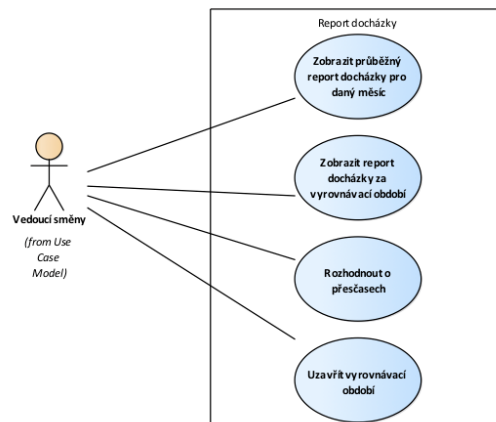 Report docházky
Zobrazit průběžný
report docházky pro
daný měsíc
Zobrazit report
docházky za
vyrovnávací období
Vedoucí směny
(from Use
Case
Model)
Rozhodnout o
přesčasech
Uzavřít vyrovnávací
období